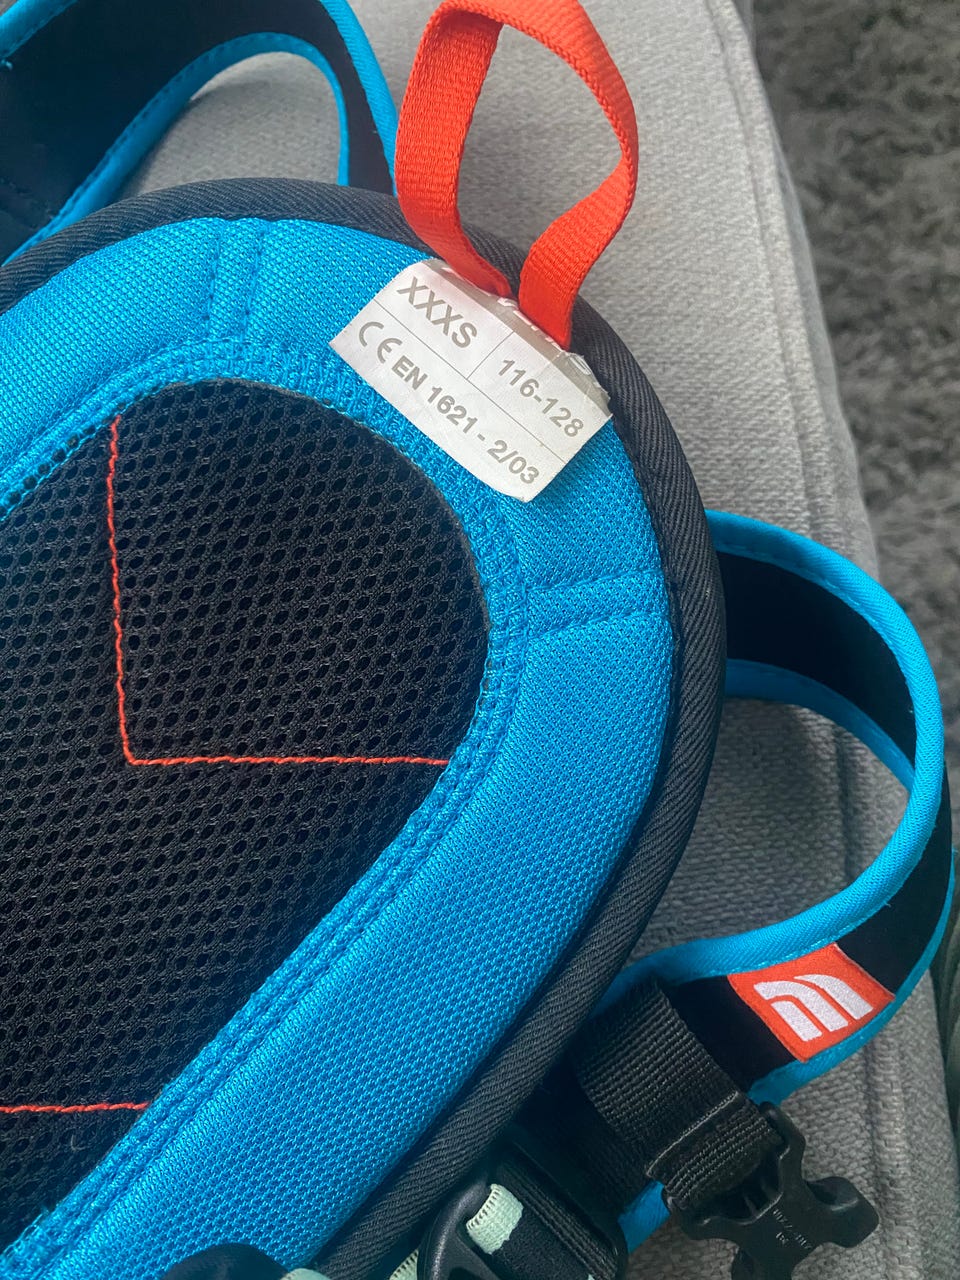 XXXS
116-128
CE EN 1621 - 2/03